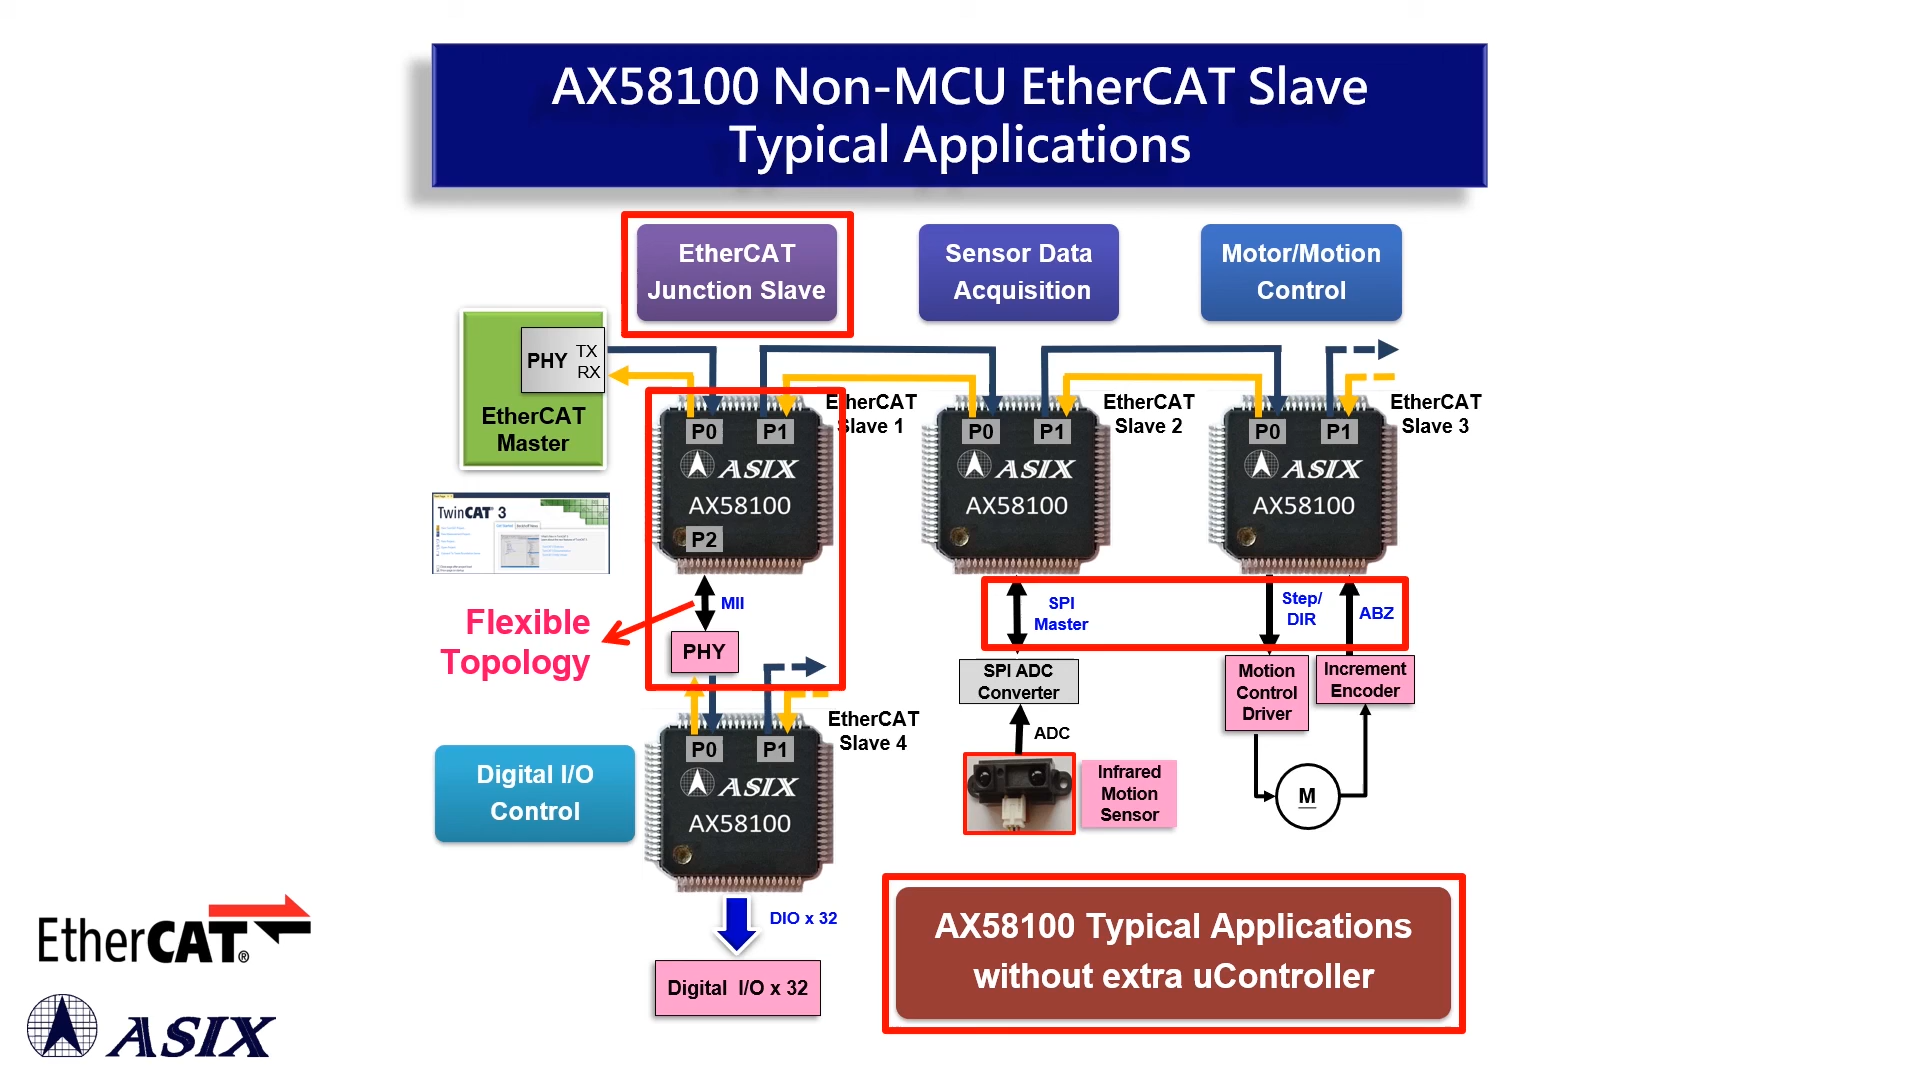 AX58100 Non-MCU EtherCAT Slave
Typical Applications
EtherCAT
Junction Slave
Sensor Data
Acquisition
Motor/Motion
Control
PHY
TX
RX
EtherCAT
Master
P0
P1
EtherCAT
Slave 1
ASIX
AX58100
P2
P0
P1
EtherCAT
Slave 2
ASIX
AX58100
P0
P1
EtherCAT
Slave 3
ASIX
AX58100
TwinCAT® 3
Flexible
Topology
MII
PHY
SPI
Master
Step/
DIR
ABZ
SPI ADC
Converter
Motion
Control
Driver
Increment
Encoder
ADC
Infrared
Motion
Sensor
M
Digital I/O
Control
P0
P1
EtherCAT
Slave 4
ASIX
AX58100
DIO x 32
Digital I/O x 32
AX58100 Typical Applications
without extra uController
EtherCAT®
ASIX